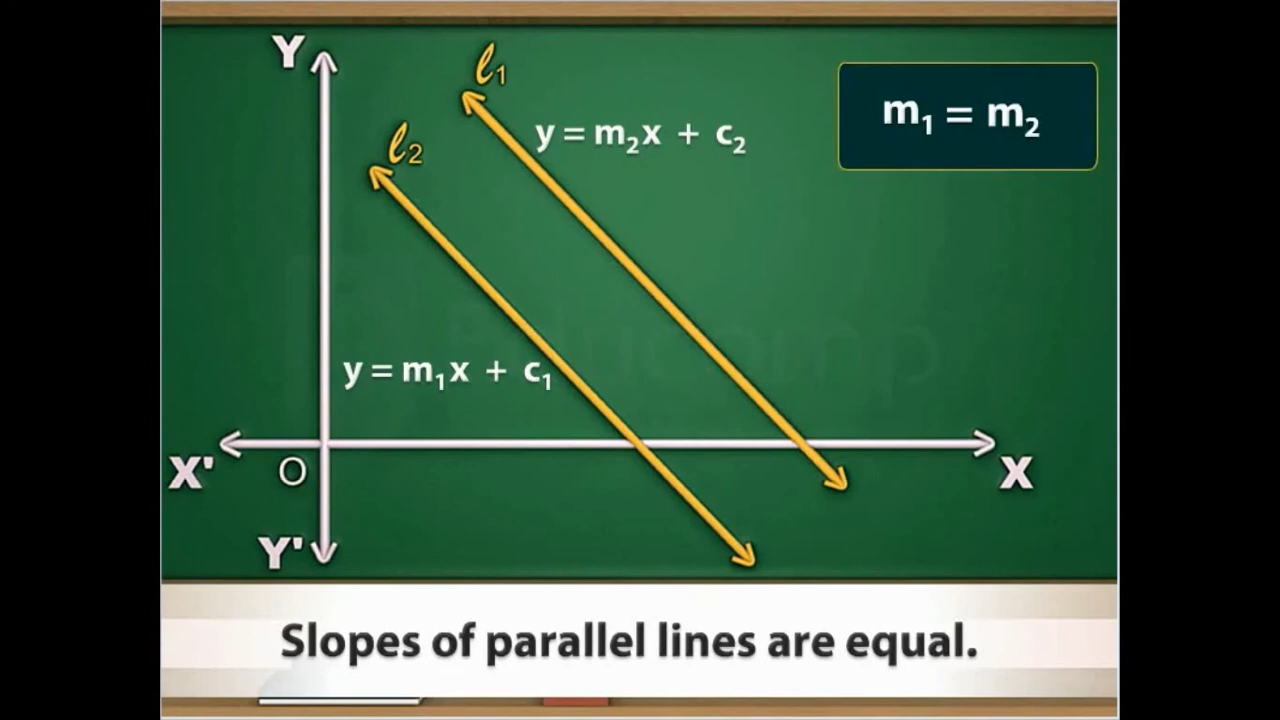 Y
ℓ₁
y = m₂x + c₂
m₁ = m₂
ℓ₂
y = m₁x + c₁
X'
O
X
Y'
Slopes of parallel lines are equal.